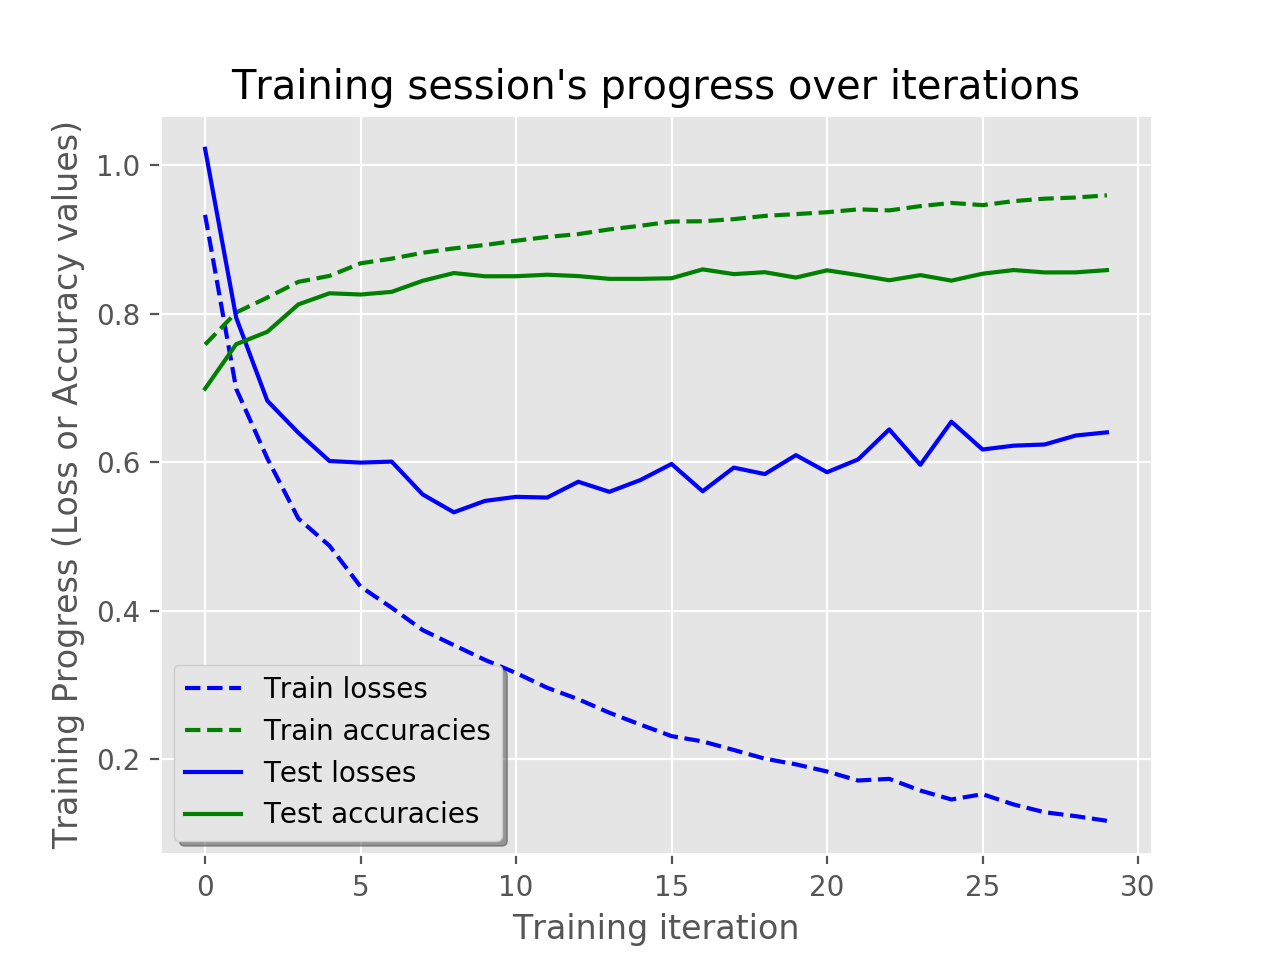 Training session's progress over iterations
Training Progress (Loss or Accuracy values)
1.0
0.8
0.6
0.4
0.2
Train losses
Train accuracies
Test losses
Test accuracies
0 5 10 15 20 25 30
Training iteration